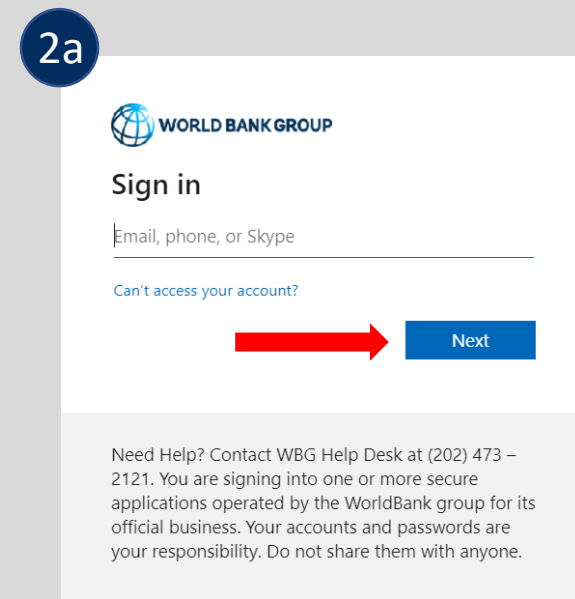 2a
WORLD BANK GROUP
Sign in
Email, phone, or Skype
Can't access your account?
Next
Need Help? Contact WBG Help Desk at (202) 473 –
2121. You are signing into one or more secure
applications operated by the WorldBank group for its
official business. Your accounts and passwords are
your responsibility. Do not share them with anyone.